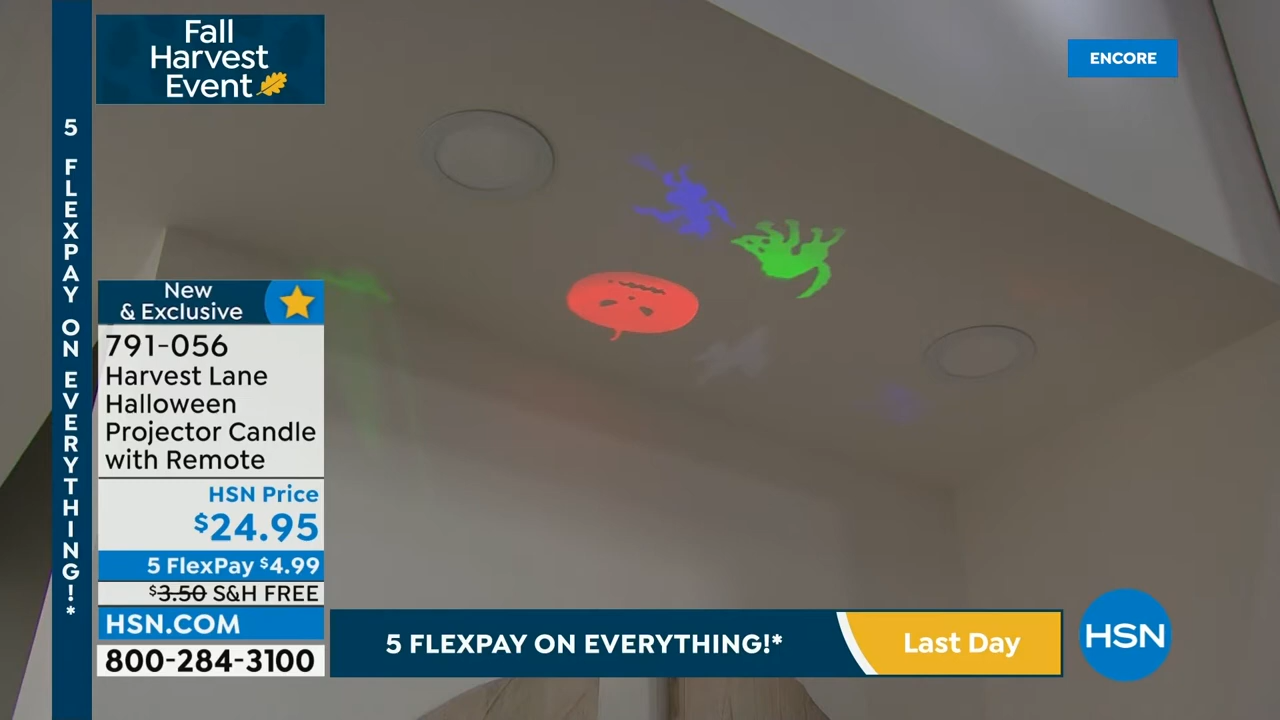 5 FLEXPAY ON EVERYTHING!*
Fall
Harvest
Event
ENCORE
New
& Exclusive
791-056
Harvest Lane
Halloween
Projector Candle
with Remote
HSN Price
$24.95
5 FlexPay $4.99
$3.50 S&H FREE
HSN.COM
800-284-3100
5 FLEXPAY ON EVERYTHING!*
Last Day
HSN